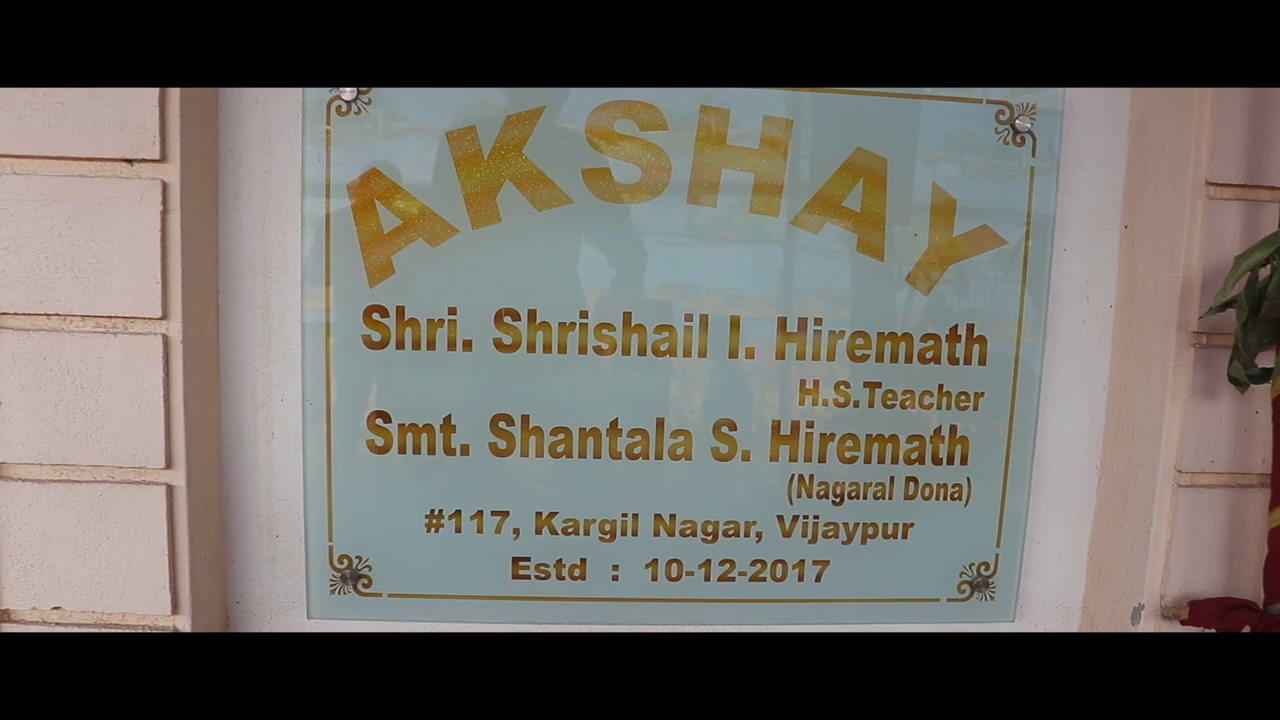 AKSHAY
Shri. Shrishail I. Hiremath
H.S.Teacher
Smt. Shantala S. Hiremath
(Nagaral Dona)
#117, Kargil Nagar, Vijaypur
Estd : 10-12-2017